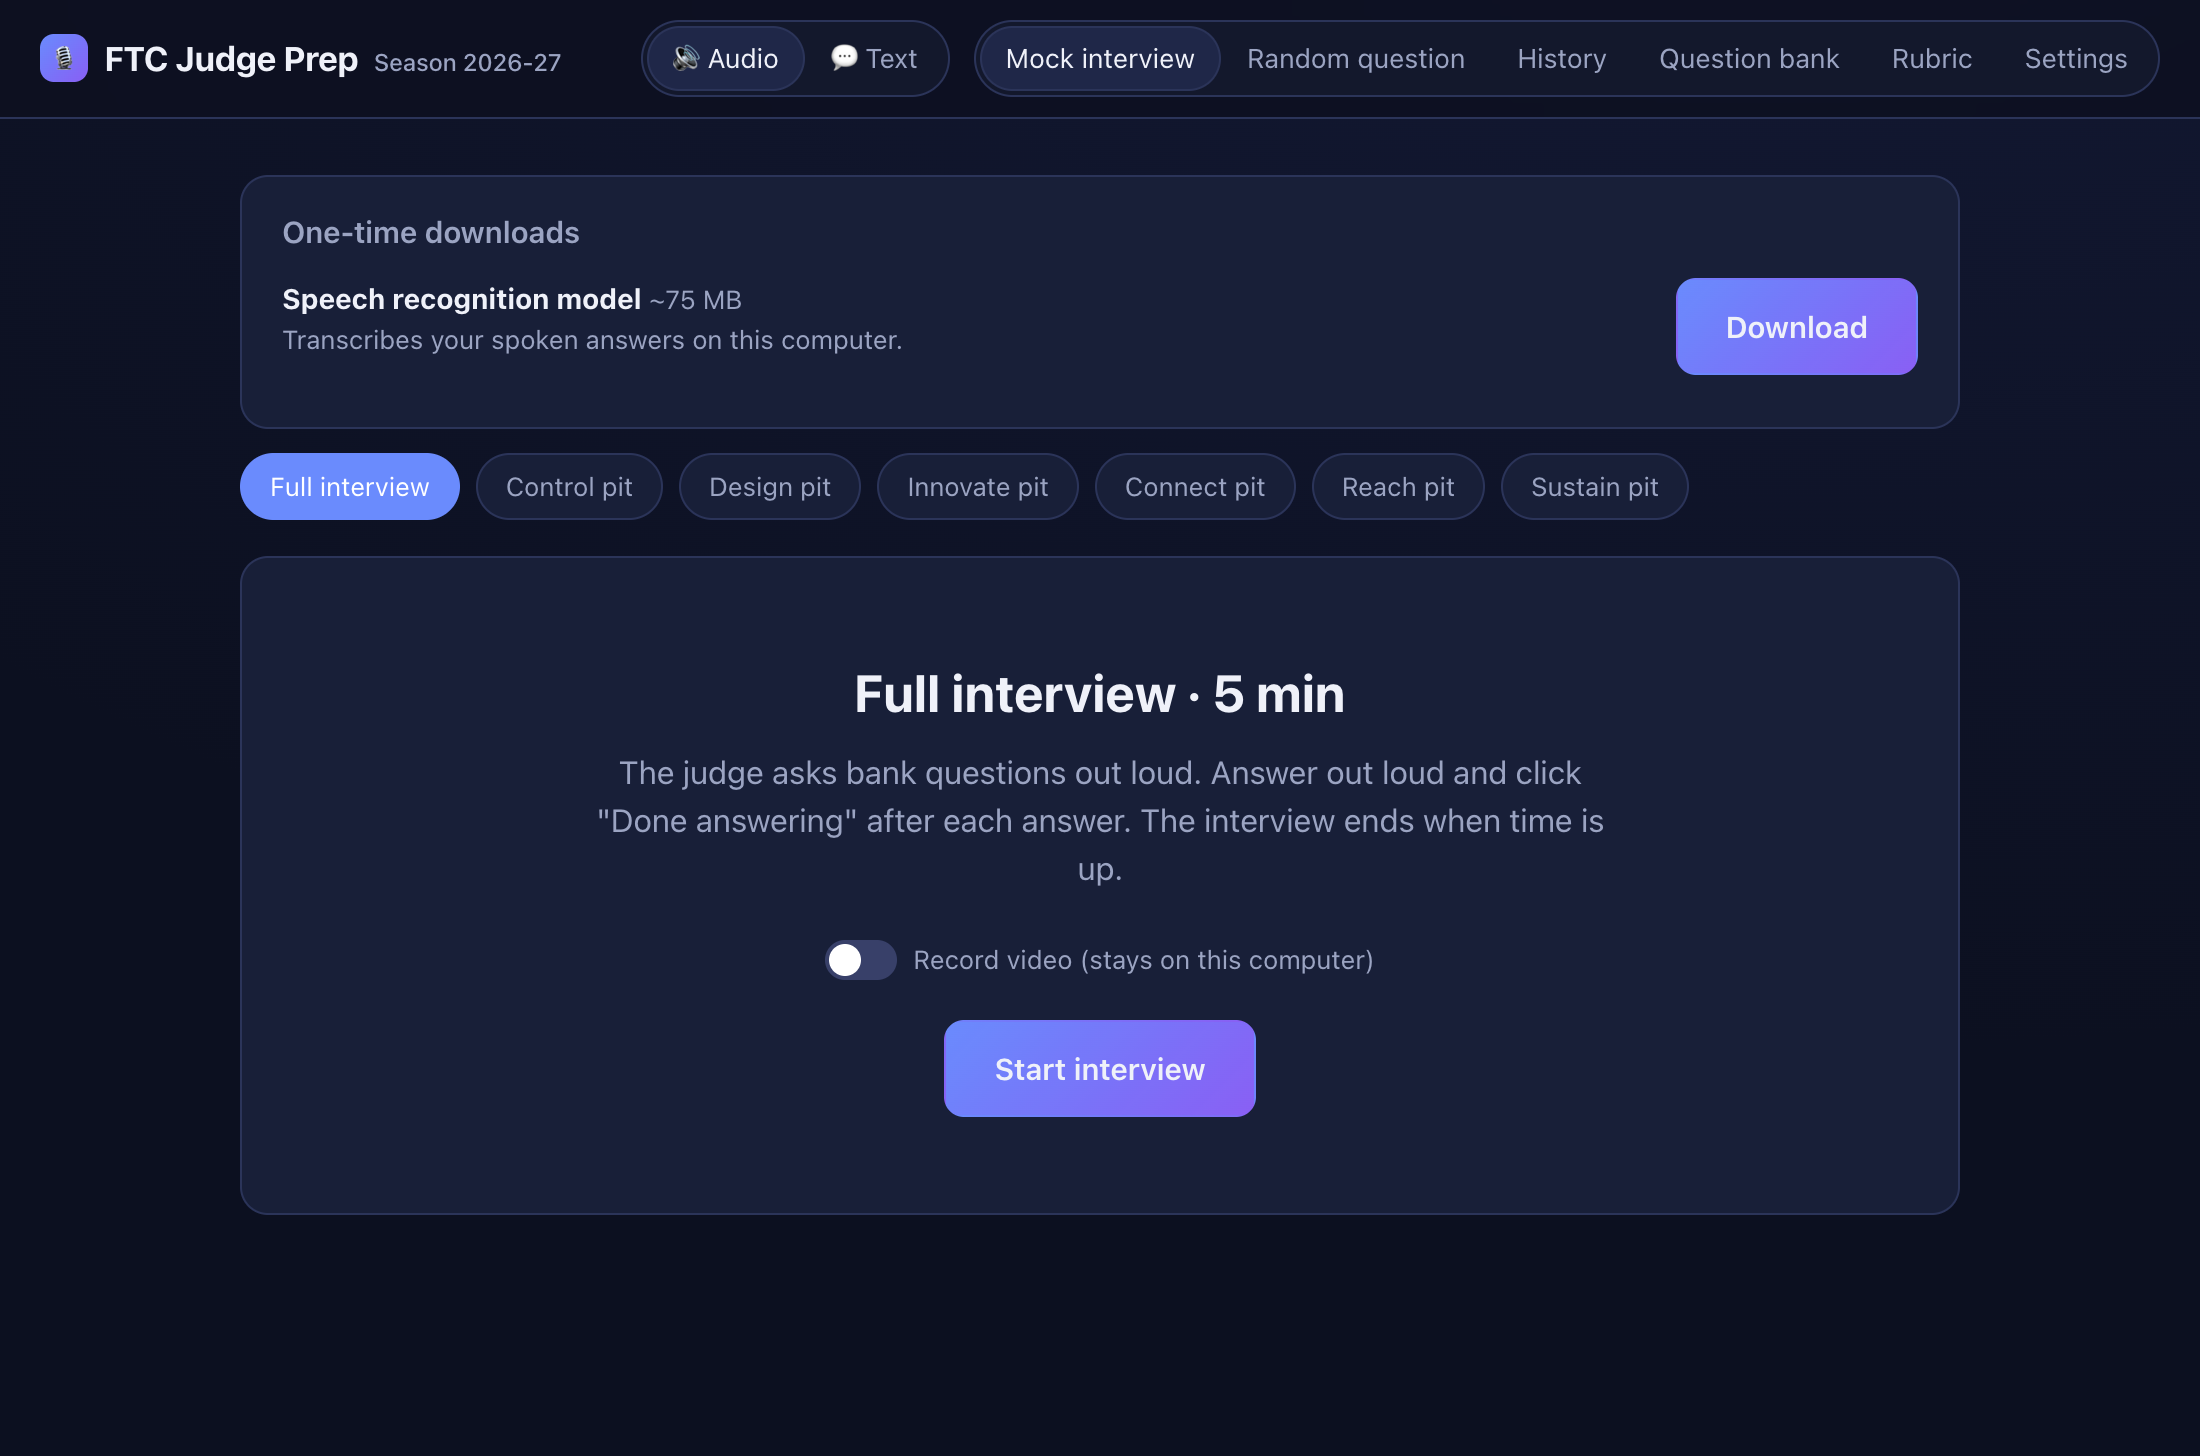 FTC Judge Prep Season 2026-27
Audio
Text
Mock interview
Random question
History
Question bank
Rubric
Settings
One-time downloads
Speech recognition model ~75 MB
Transcribes your spoken answers on this computer.
Download
Full interview
Control pit
Design pit
Innovate pit
Connect pit
Reach pit
Sustain pit
Full interview · 5 min
The judge asks bank questions out loud. Answer out loud and click
"Done answering" after each answer. The interview ends when time is
up.
Record video (stays on this computer)
Start interview